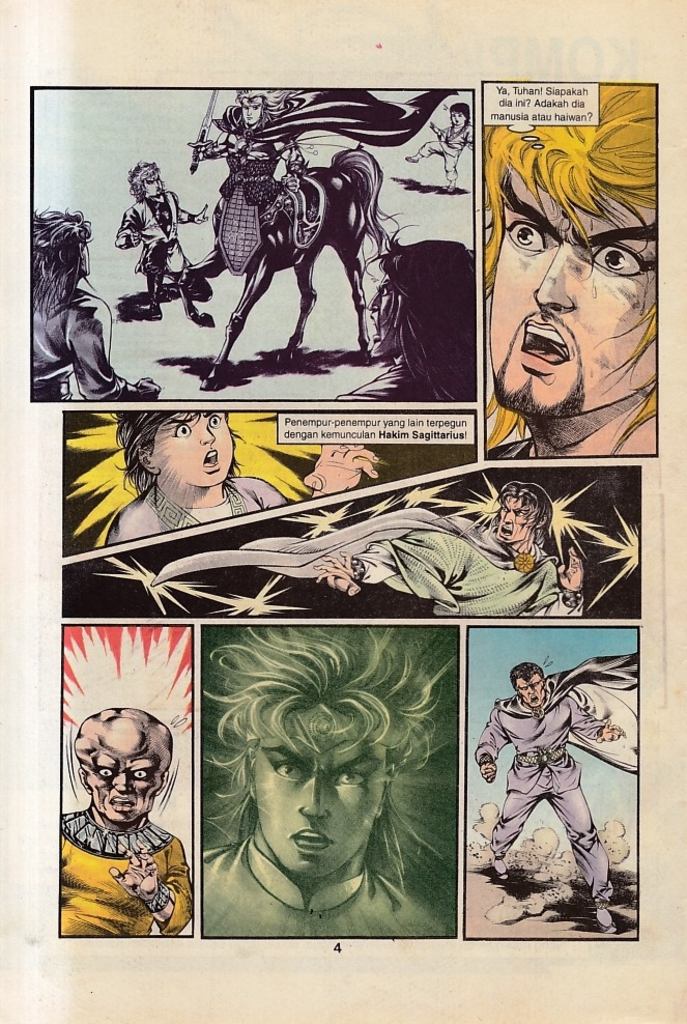 Ya, Tuhan! Siapakah
dia ini? Adakah dia
manusia atau haiwan?
Penempur-penempur yang lain terpegun
dengan kemunculan Hakim Sagittarius!
4